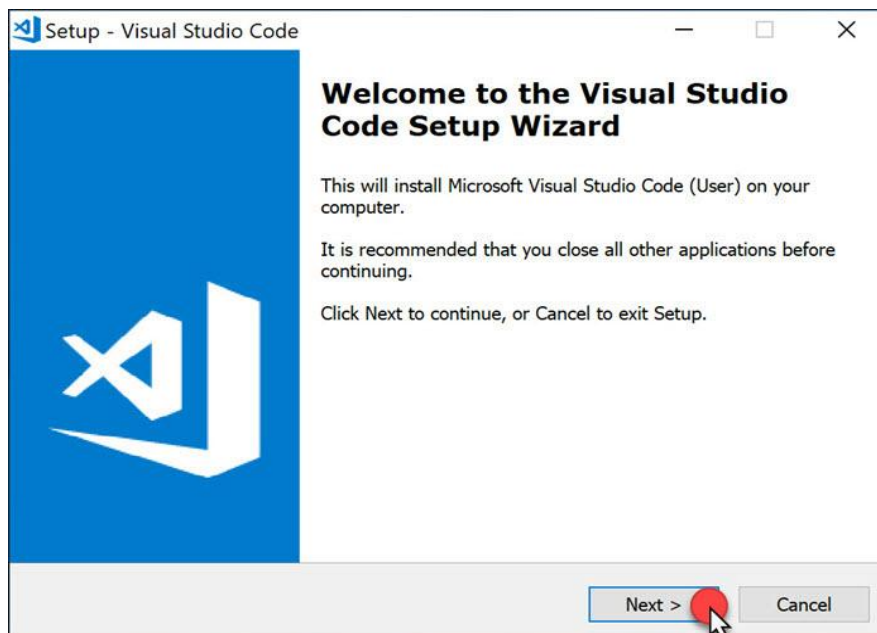 Setup - Visual Studio Code
Welcome to the Visual Studio
Code Setup Wizard
This will install Microsoft Visual Studio Code (User) on your
computer.
It is recommended that you close all other applications before
continuing.
Click Next to continue, or Cancel to exit Setup.
Next >
Cancel